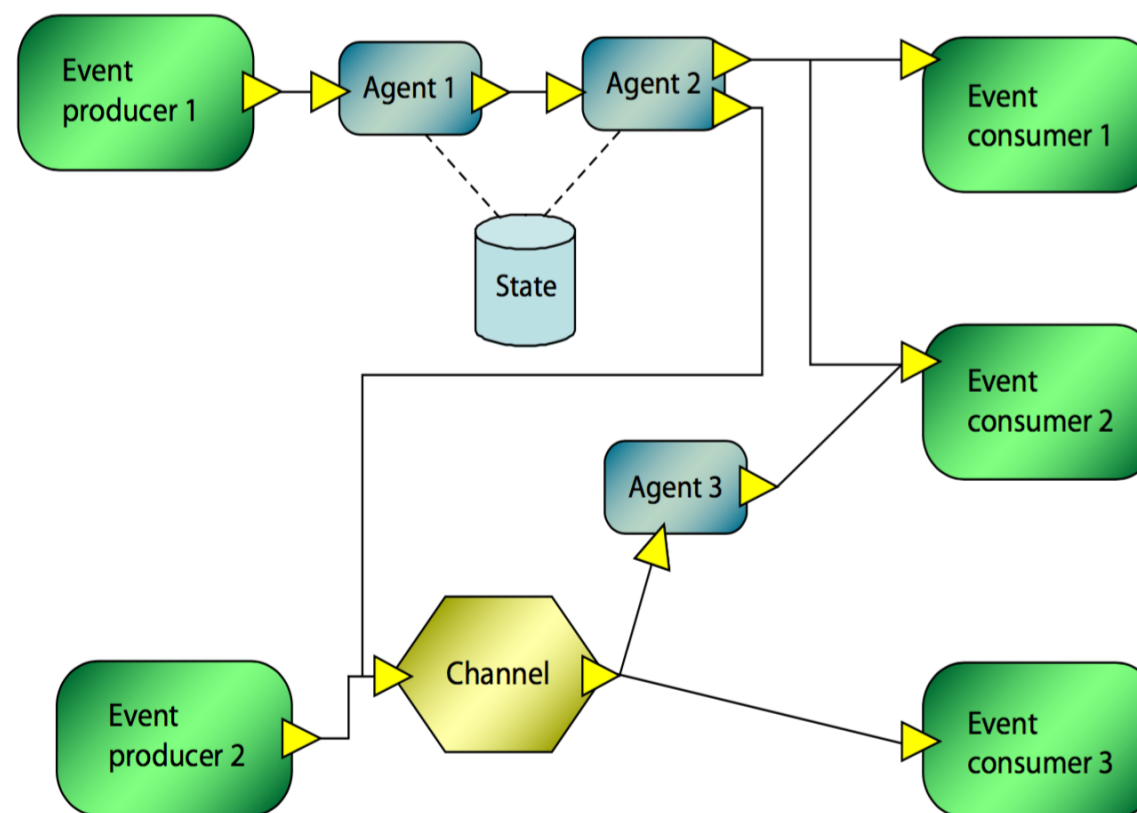 Event
producer 1
Agent 1
Agent 2
Event
consumer 1
State
Event
consumer 2
Agent 3
Channel
Event
producer 2
Event
consumer 3